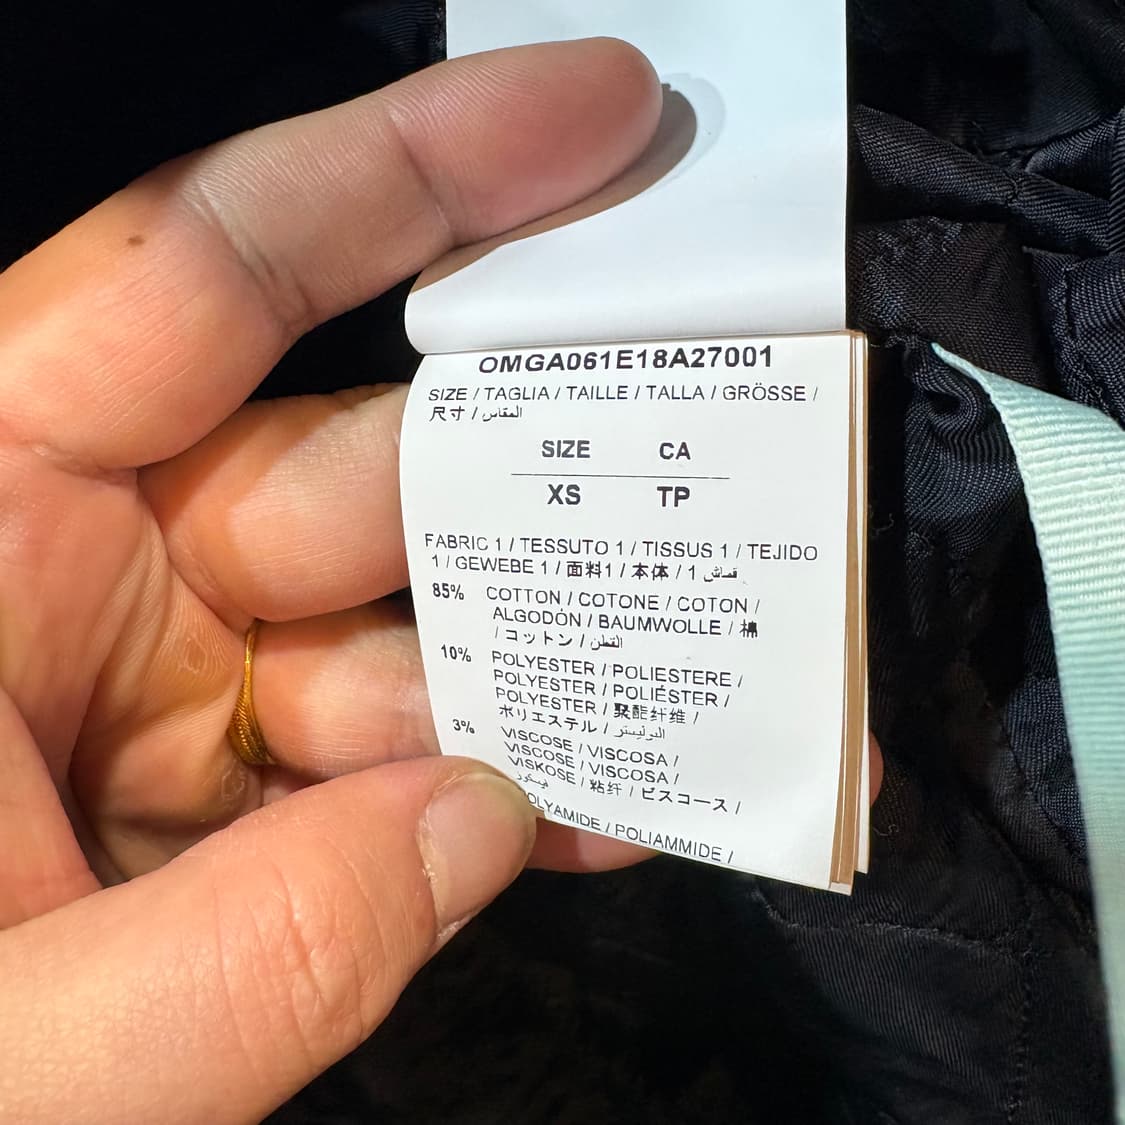 OMGA061E18A27001
SIZE / TAGLIA / TAILLE / TALLA / GRÖSSE /
尺寸 / المقاس
SIZE CA
XS TP
FABRIC 1 / TESSUTO 1 / TISSUS 1 / TEJIDO
1 / GEWEBE 1 / 面料1 / 本体 / 1 قماش
85% COTTON / COTONE / COTON /
ALGODÓN / BAUMWOLLE / 棉
/ コットン / القطن
10% POLYESTER / POLIESTERE /
POLYESTER / POLIÉSTER /
POLYESTER / 聚酯纤维 /
ポリエステル / البوليستر
3% VISCOSE / VISCOSA /
VISCOSE / VISCOSA /
VISKOSE / 粘纤 / ビスコース /
فيسكوز
POLYAMIDE / POLIAMMIDE /